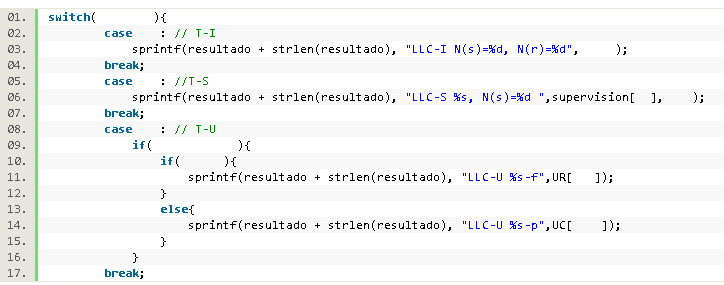 01. switch(        ){
02.         case    : // T-I
03.             sprintf(resultado + strlen(resultado), "LLC-I N(s)=%d, N(r)=%d",     );
04.         break;
05.         case    : //T-S
06.             sprintf(resultado + strlen(resultado), "LLC-S %s, N(s)=%d ",supervision[  ],    );
07.         break;
08.         case    : // T-U
09.             if(            ){
10.                 if(      ){
11.                     sprintf(resultado + strlen(resultado), "LLC-U %s-f",UR[   ]);
12.                 }
13.                 else{
14.                     sprintf(resultado + strlen(resultado), "LLC-U %s-p",UC[    ]);
15.                 }
16.             }
17.         break;